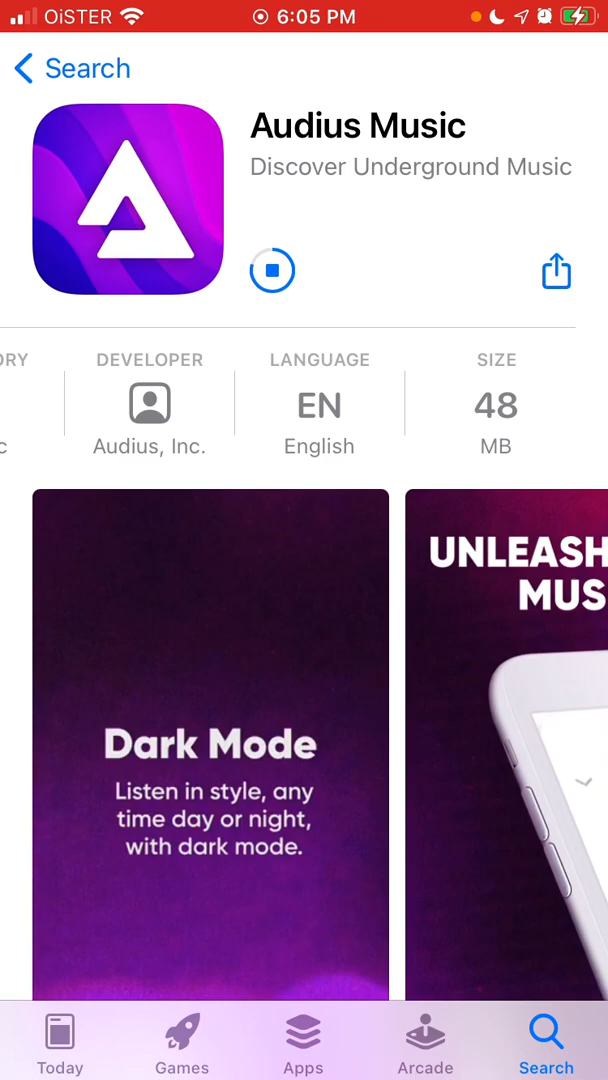 OiSTER 6:05 PM
Search
Audius Music
Discover Underground Music
DEVELOPER LANGUAGE SIZE
EN 48
Audius, Inc. English MB
Dark Mode
Listen in style, any
time day or night,
with dark mode.
UNLEASH
MUS
Today Games Apps Arcade Search